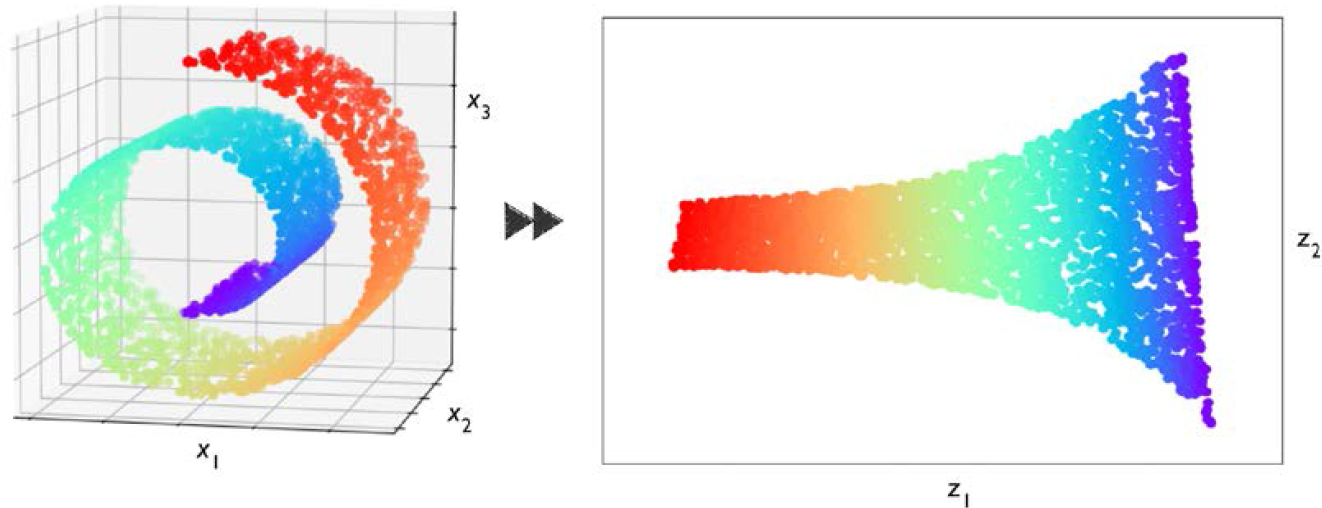 x₃
x₂
x₁
z₂
z₁